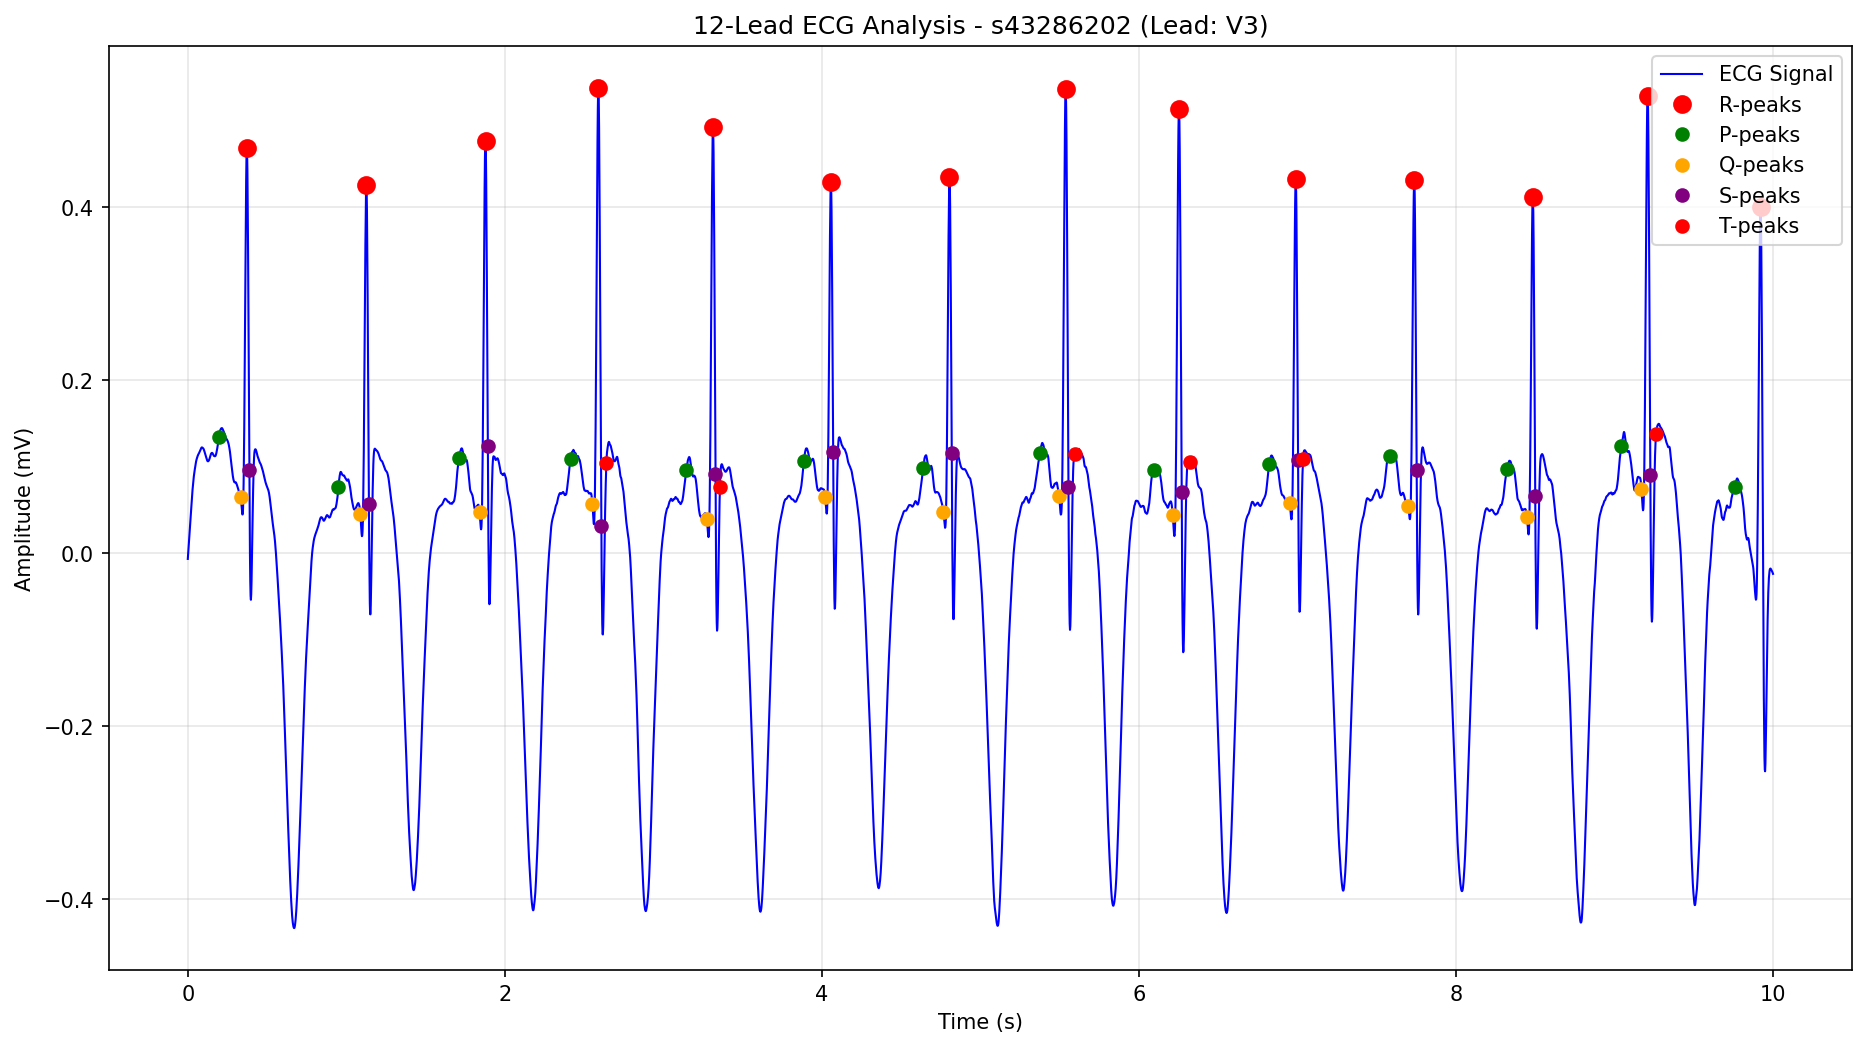 12-Lead ECG Analysis - s43286202 (Lead: V3)
ECG Signal
R-peaks
P-peaks
Q-peaks
S-peaks
T-peaks
Amplitude (mV)
0.4
0.2
0.0
−0.2
−0.4
0 2 4 6 8 10
Time (s)